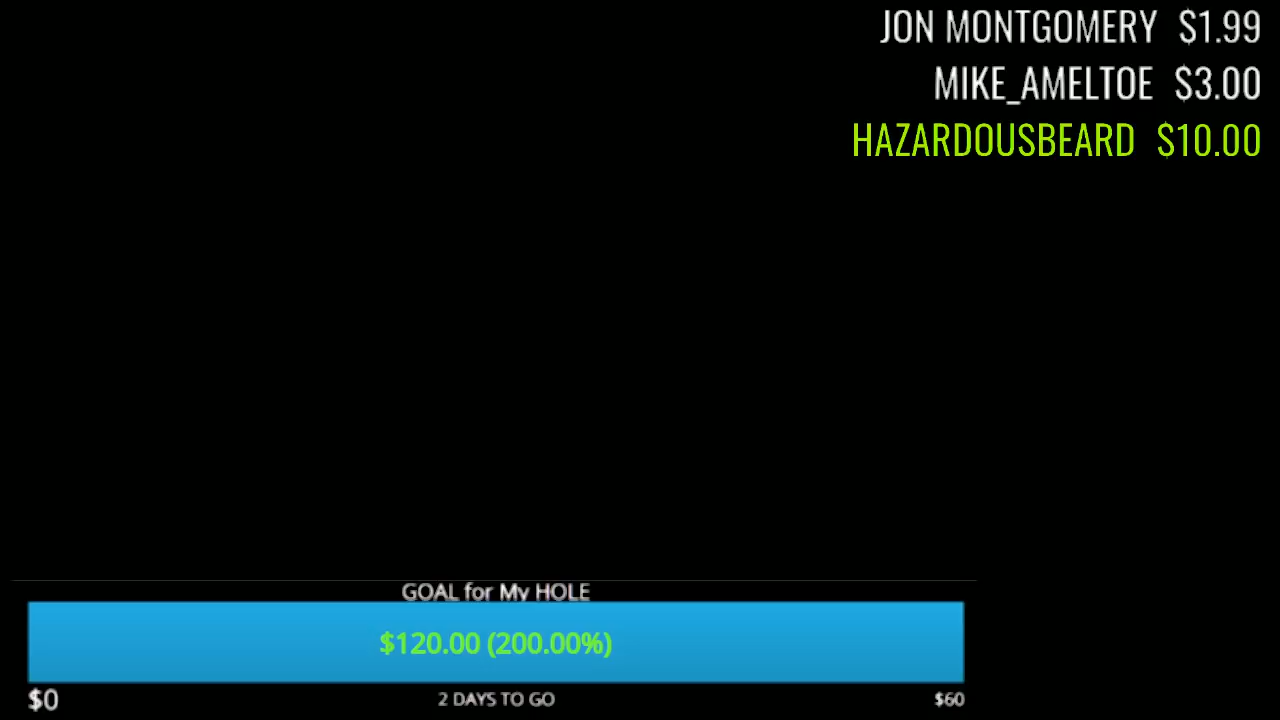 JON MONTGOMERY $1.99
MIKE_AMELTOE $3.00
HAZARDOUSBEARD $10.00
GOAL for My HOLE
$120.00 (200.00%)
$0 2 DAYS TO GO $60